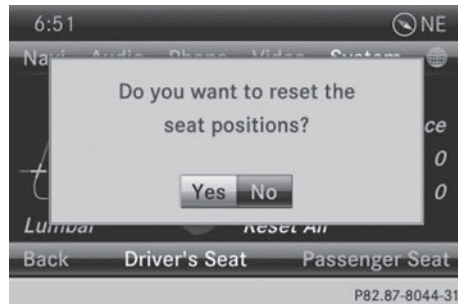 6:51 NE
Navi Audio Phone Video System
Do you want to reset the
seat positions?
ce
0
Yes No
0
Lumbar Reset All
Back Driver's Seat Passenger Seat
P82.87-8044-31